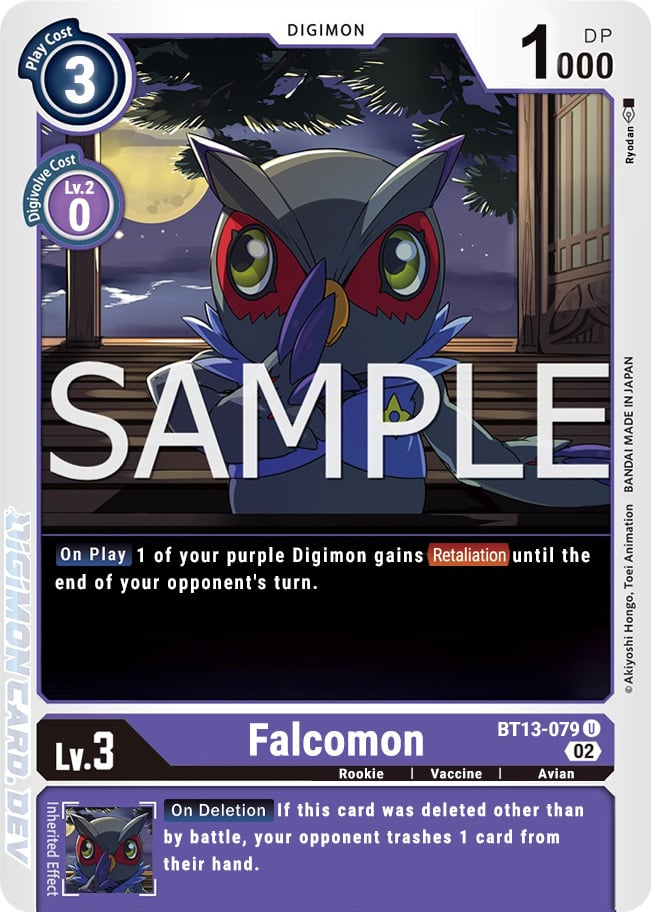 DIGIMON
Play Cost
3
DP
1000
Digivolve Cost
Lv.2
0
Ryodan
SAMPLE
On Play 1 of your purple Digimon gains Retaliation until the
end of your opponent's turn.
© Akiyoshi Hongo, Toei Animation BANDAI MADE IN JAPAN
DIGIMONCARD.DEV
Lv.3
Falcomon
BT13-079 U
02
Rookie | Vaccine | Avian
Inherited Effect
On Deletion If this card was deleted other than
by battle, your opponent trashes 1 card from
their hand.